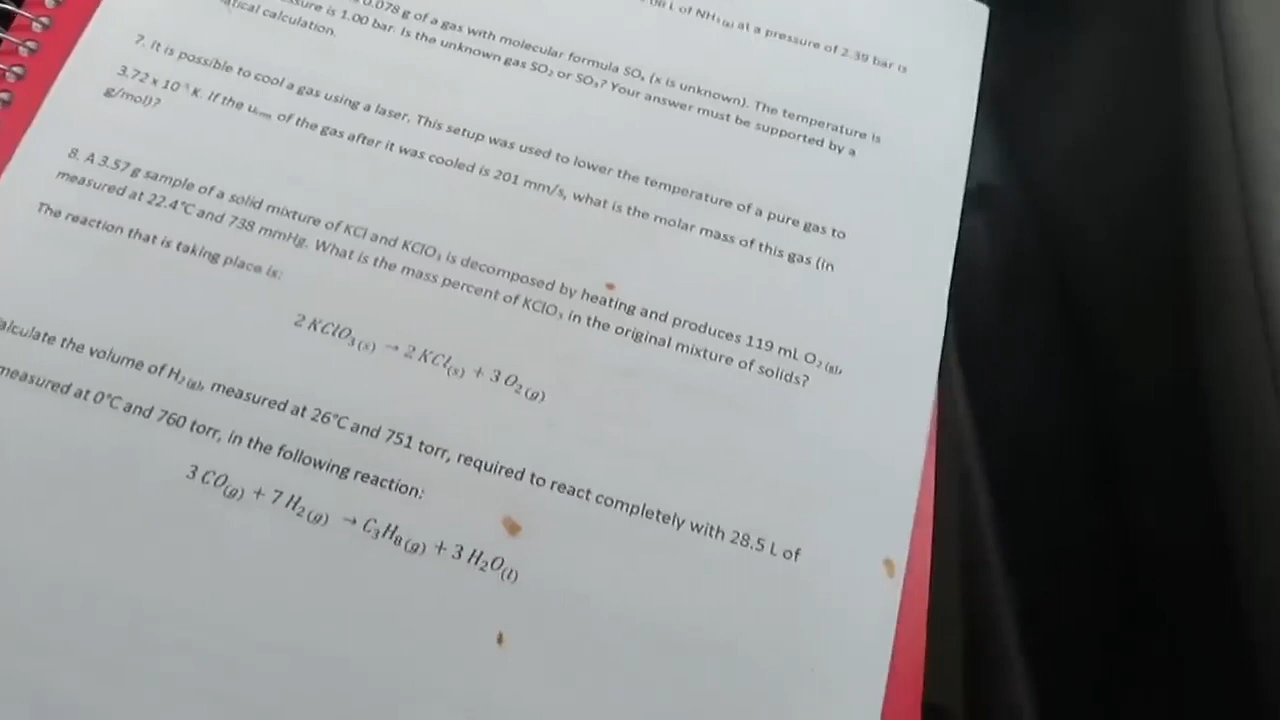 L of NH₃₍g₎ at a pressure of 2.39 bar is
0.078 g of a gas with molecular formula SOₓ (x is unknown). The temperature is
is 1.00 bar. Is the unknown gas SO₂ or SO₃? Your answer must be supported by a
calculation.
7. It is possible to cool a gas using a laser. This setup was used to lower the temperature of a pure gas to
3.72 x 10 K. If the of the gas after it was cooled is 201 mm/s, what is the molar mass of this gas (in
g/mol)?
8. A 3.57 g sample of a solid mixture of KCl and KClO₃ is decomposed by heating and produces 119 mL O₂₍g₎,
measured at 22.4°C and 738 mmHg. What is the mass percent of KClO₃ in the original mixture of solids?
The reaction that is taking place is:
2 KClO₃₍s₎ → 2 KCl₍s₎ + 3 O₂₍g₎
alculate the volume of H₂₍g₎, measured at 26°C and 751 torr, required to react completely with 28.5 L of
measured at 0°C and 760 torr, in the following reaction:
3 CO₍g₎ + 7 H₂₍g₎ → C₃H₈₍g₎ + 3 H₂O₍l₎